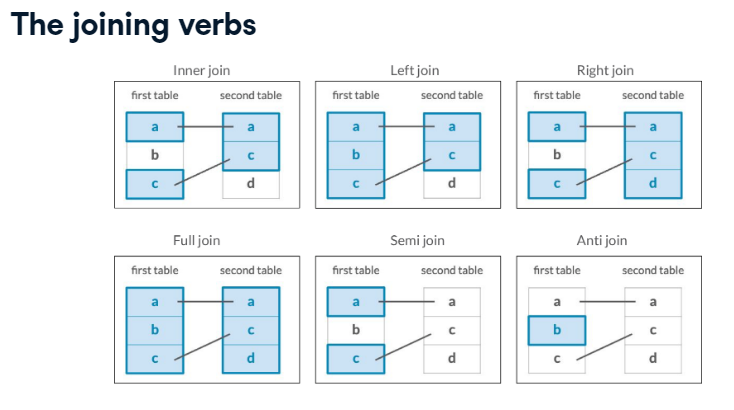 The joining verbs
Inner join
first table second table
a a
b c
c d
Left join
first table second table
a a
b c
c d
Right join
first table second table
a a
b c
c d
Full join
first table second table
a a
b c
c d
Semi join
first table second table
a a
b c
c d
Anti join
first table second table
a a
b c
c d